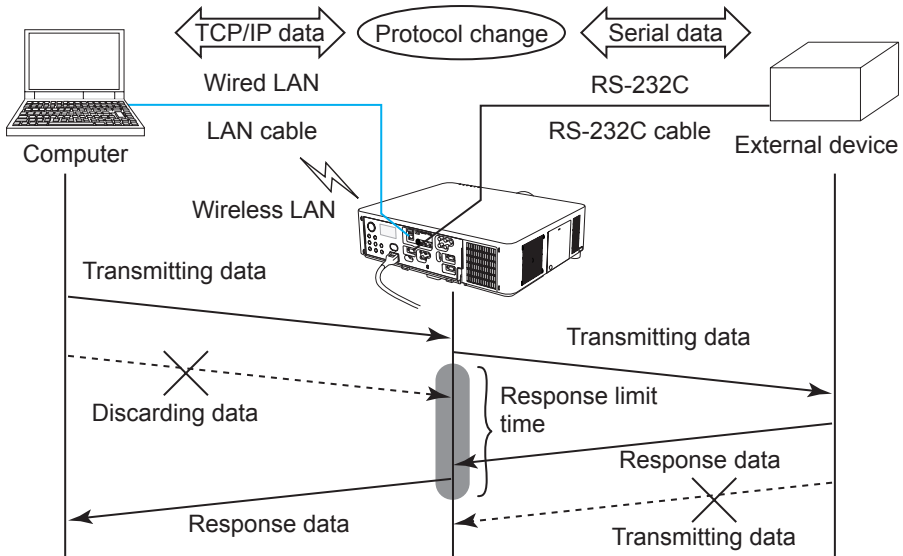 TCP/IP data
Protocol change
Serial data
Wired LAN
RS-232C
LAN cable
RS-232C cable
Computer
External device
Wireless LAN
Transmitting data
Transmitting data
Discarding data
Response limit
time
Response data
Response data
Transmitting data